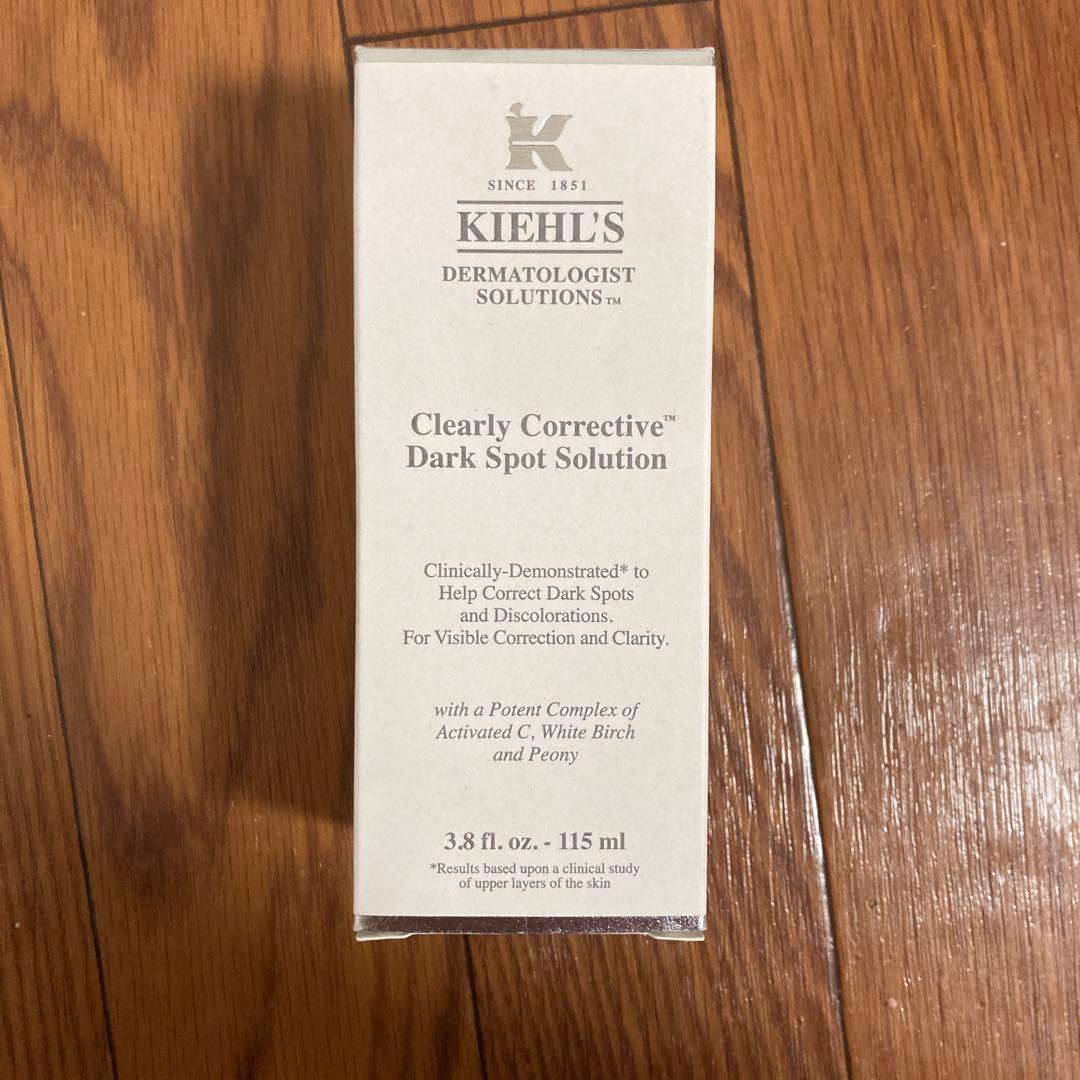 K
SINCE 1851
KIEHL'S
DERMATOLOGIST
SOLUTIONS™
Clearly Corrective™
Dark Spot Solution
Clinically-Demonstrated* to
Help Correct Dark Spots
and Discolorations.
For Visible Correction and Clarity.
with a Potent Complex of
Activated C, White Birch
and Peony
3.8 fl. oz. - 115 ml
*Results based upon a clinical study
of upper layers of the skin